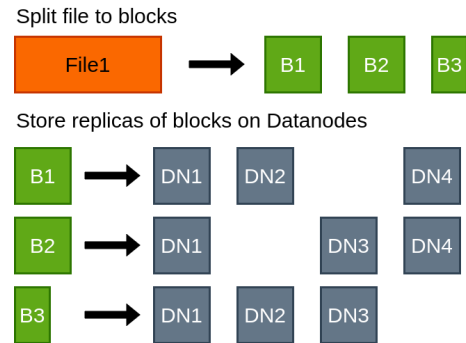 Split file to blocks
File1 B1 B2 B3
Store replicas of blocks on Datanodes
B1 DN1 DN2 DN4
B2 DN1 DN3 DN4
B3 DN1 DN2 DN3